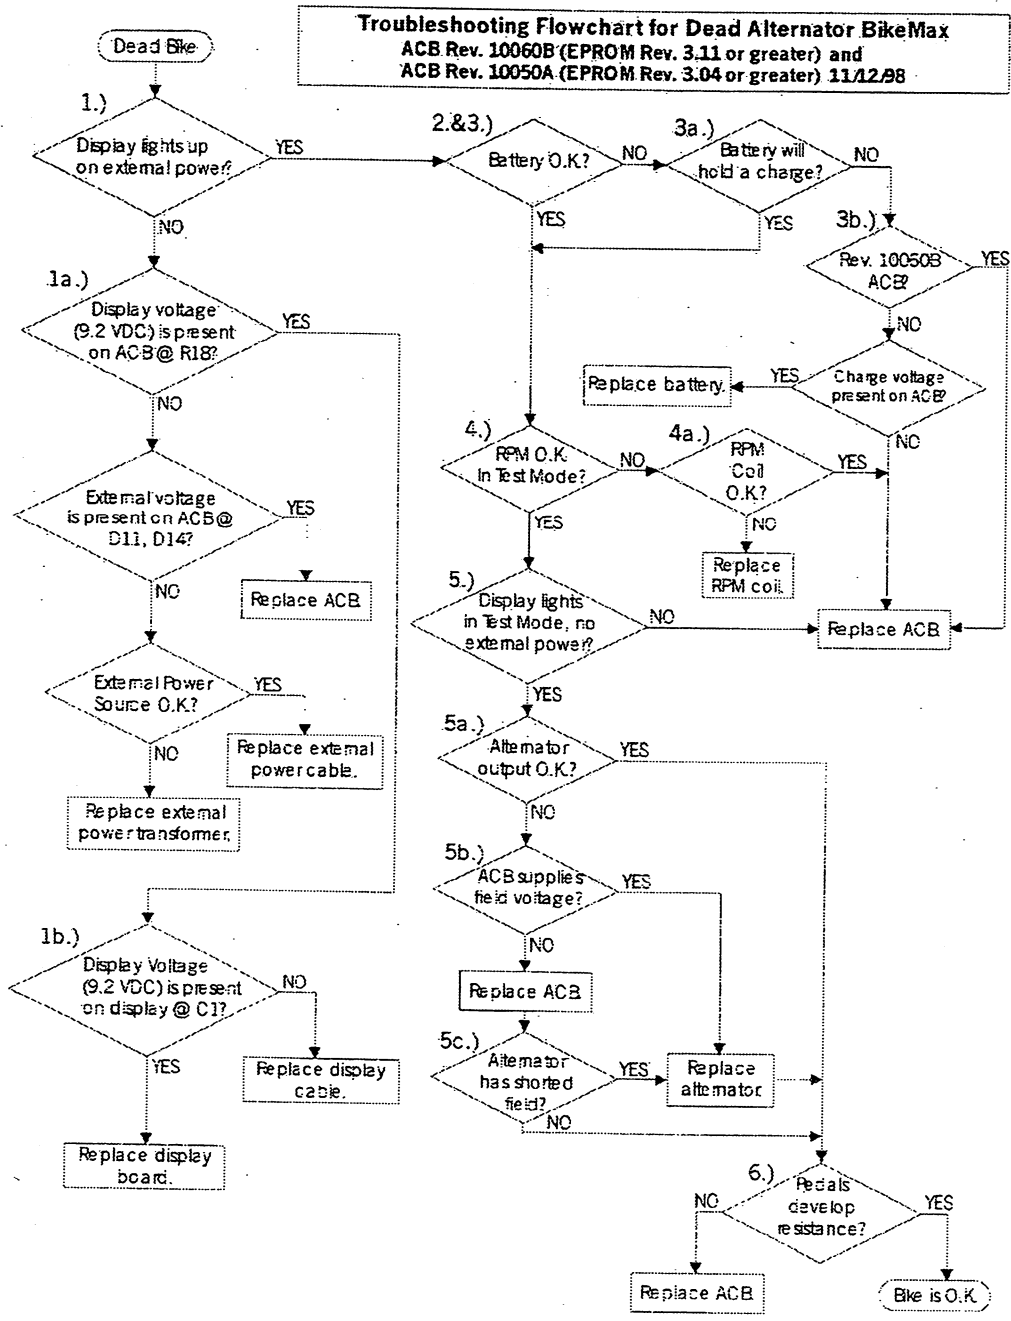 Troubleshooting Flowchart for Dead Alternator BikeMax
ACB Rev. 10060B (EPROM Rev. 3.11 or greater) and
ACB Rev. 10050A (EPROM Rev. 3.04 or greater) 11/12/98
Dead Bike
1.)
Display lights up
on external power?
YES
NO
2.&3.)
Battery O.K.?
NO
YES
3a.)
Battery will
hold a charge?
NO
YES
3b.)
Rev. 10050B
ACB?
YES
NO
Charge voltage
present on ACB?
YES
NO
Replace battery.
1a.)
Display voltage
(9.2 VDC) is present
on ACB @ R18?
YES
NO
External voltage
is present on ACB @
D11, D14?
YES
NO
Replace ACB.
External Power
Source O.K.?
YES
NO
Replace external
power cable.
Replace external
power transformer.
1b.)
Display Voltage
(9.2 VDC) is present
on display @ C1?
NO
YES
Replace display
cable.
Replace display
board.
4.)
RPM O.K.
In Test Mode?
NO
YES
4a.)
RPM
Coil
O.K.?
YES
NO
Replace
RPM coil.
5.)
Display lights
in Test Mode, no
external power?
NO
YES
Replace ACB.
5a.)
Alternator
output O.K.?
YES
NO
5b.)
ACB supplies
field voltage?
YES
NO
Replace ACB.
5c.)
Alternator
has shorted
field?
YES
NO
Replace
alternator.
6.)
Pedals
develop
resistance?
NO
YES
Replace ACB.
Bike is O.K.